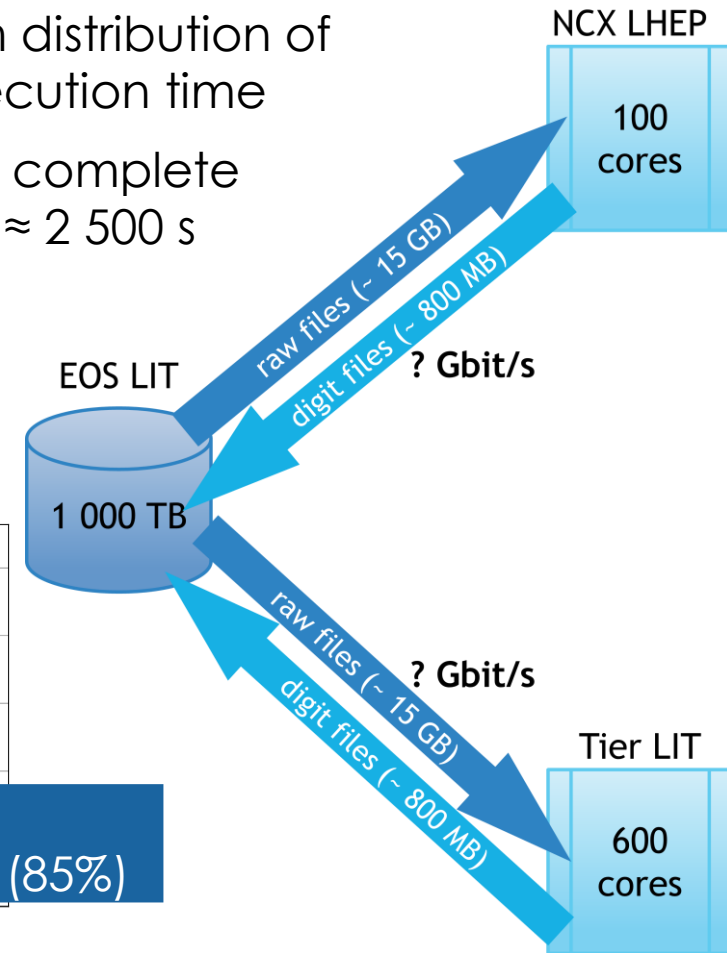 distribution of
ecution time
complete
≈ 2 500 s
NCX LHEP
100
cores
raw files (~ 15 GB)
digit files (~ 800 MB)
? Gbit/s
EOS LIT
1 000 TB
raw files (~ 15 GB)
? Gbit/s
digit files (~ 800 MB)
Tier LIT
600
cores
(85%)